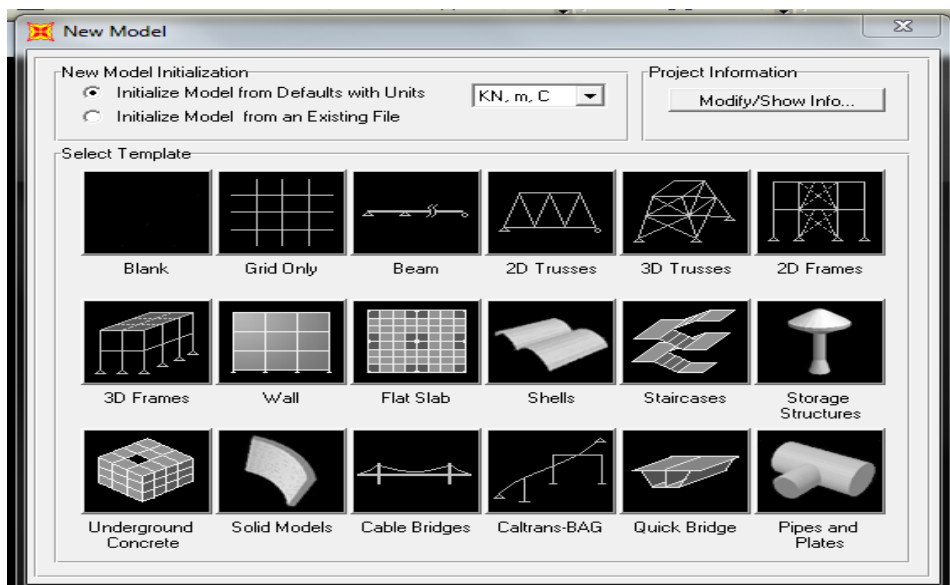 New Model
New Model Initialization
Initialize Model from Defaults with Units
KN, m, C
Initialize Model from an Existing File
Project Information
Modify/Show Info...
Select Template
Blank
Grid Only
Beam
2D Trusses
3D Trusses
2D Frames
3D Frames
Wall
Flat Slab
Shells
Staircases
Storage
Structures
Underground
Concrete
Solid Models
Cable Bridges
Caltrans-BAG
Quick Bridge
Pipes and
Plates